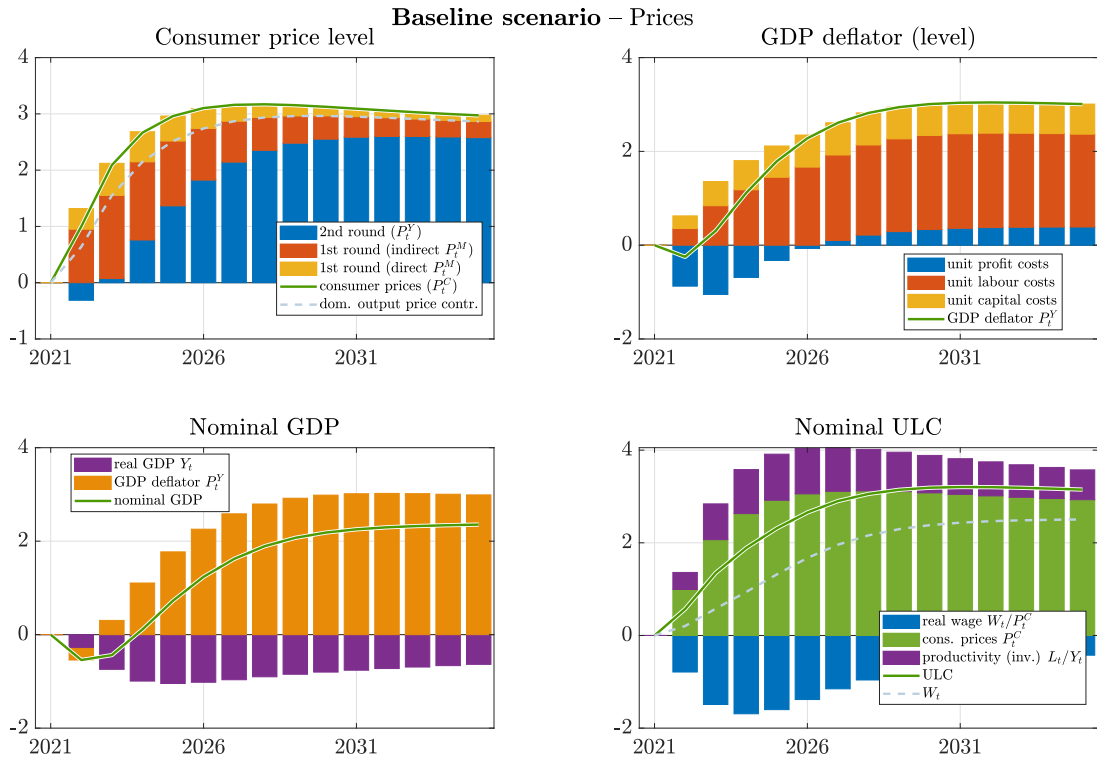 Baseline scenario – Prices
Consumer price level
4
3
2
1
0
-1
2021
2026
2031
2nd round (P_t^Y)
1st round (indirect P_t^M)
1st round (direct P_t^M)
consumer prices (P_t^C)
dom. output price contr.
GDP deflator (level)
4
2
0
-2
2021
2026
2031
unit profit costs
unit labour costs
unit capital costs
GDP deflator P_t^Y
Nominal GDP
4
2
0
-2
2021
2026
2031
real GDP Y_t
GDP deflator P_t^Y
nominal GDP
Nominal ULC
4
2
0
-2
2021
2026
2031
real wage W_t/P_t^C
cons. prices P_t^C
productivity (inv.) L_t/Y_t
ULC
W_t